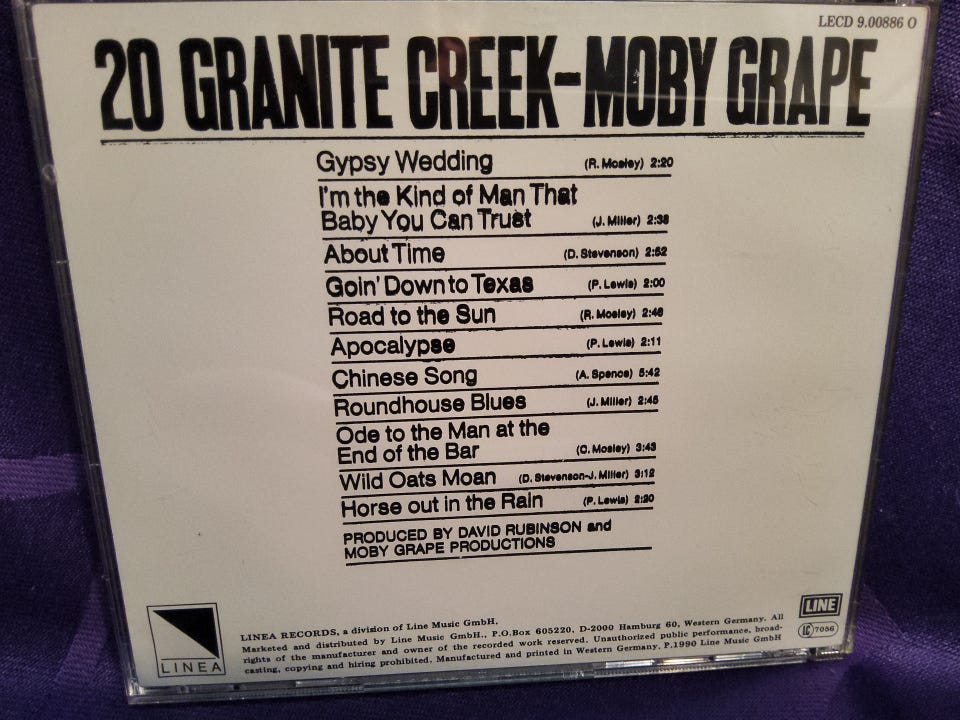 LECD 9.00886 O
20 GRANITE CREEK-MOBY GRAPE
Gypsy Wedding (R. Mosley) 2:20
I'm the Kind of Man That
Baby You Can Trust (J. Miller) 2:38
About Time (D. Stevenson) 2:52
Goin' Down to Texas (P. Lewis) 2:00
Road to the Sun (R. Mosley) 2:48
Apocalypse (P. Lewis) 2:11
Chinese Song (A. Spence) 5:42
Roundhouse Blues (J. Miller) 2:45
Ode to the Man at the
End of the Bar (O. Mosley) 3:43
Wild Oats Moan (D. Stevenson-J. Miller) 3:12
Horse out in the Rain (P. Lewis) 2:20
PRODUCED BY DAVID RUBINSON and
MOBY GRAPE PRODUCTIONS
LINEA
LINEA RECORDS, a division of Line Music GmbH.
Marketed and distributed by Line Music GmbH., P.O.Box 605220, D-2000 Hamburg 60, Western Germany. All
rights of the manufacturer and owner of the recorded work reserved. Unauthorized public performance, broad-
casting, copying and hiring prohibited. Manufactured and printed in Western Germany. P.1990 Line Music GmbH
LINE
LC 7056